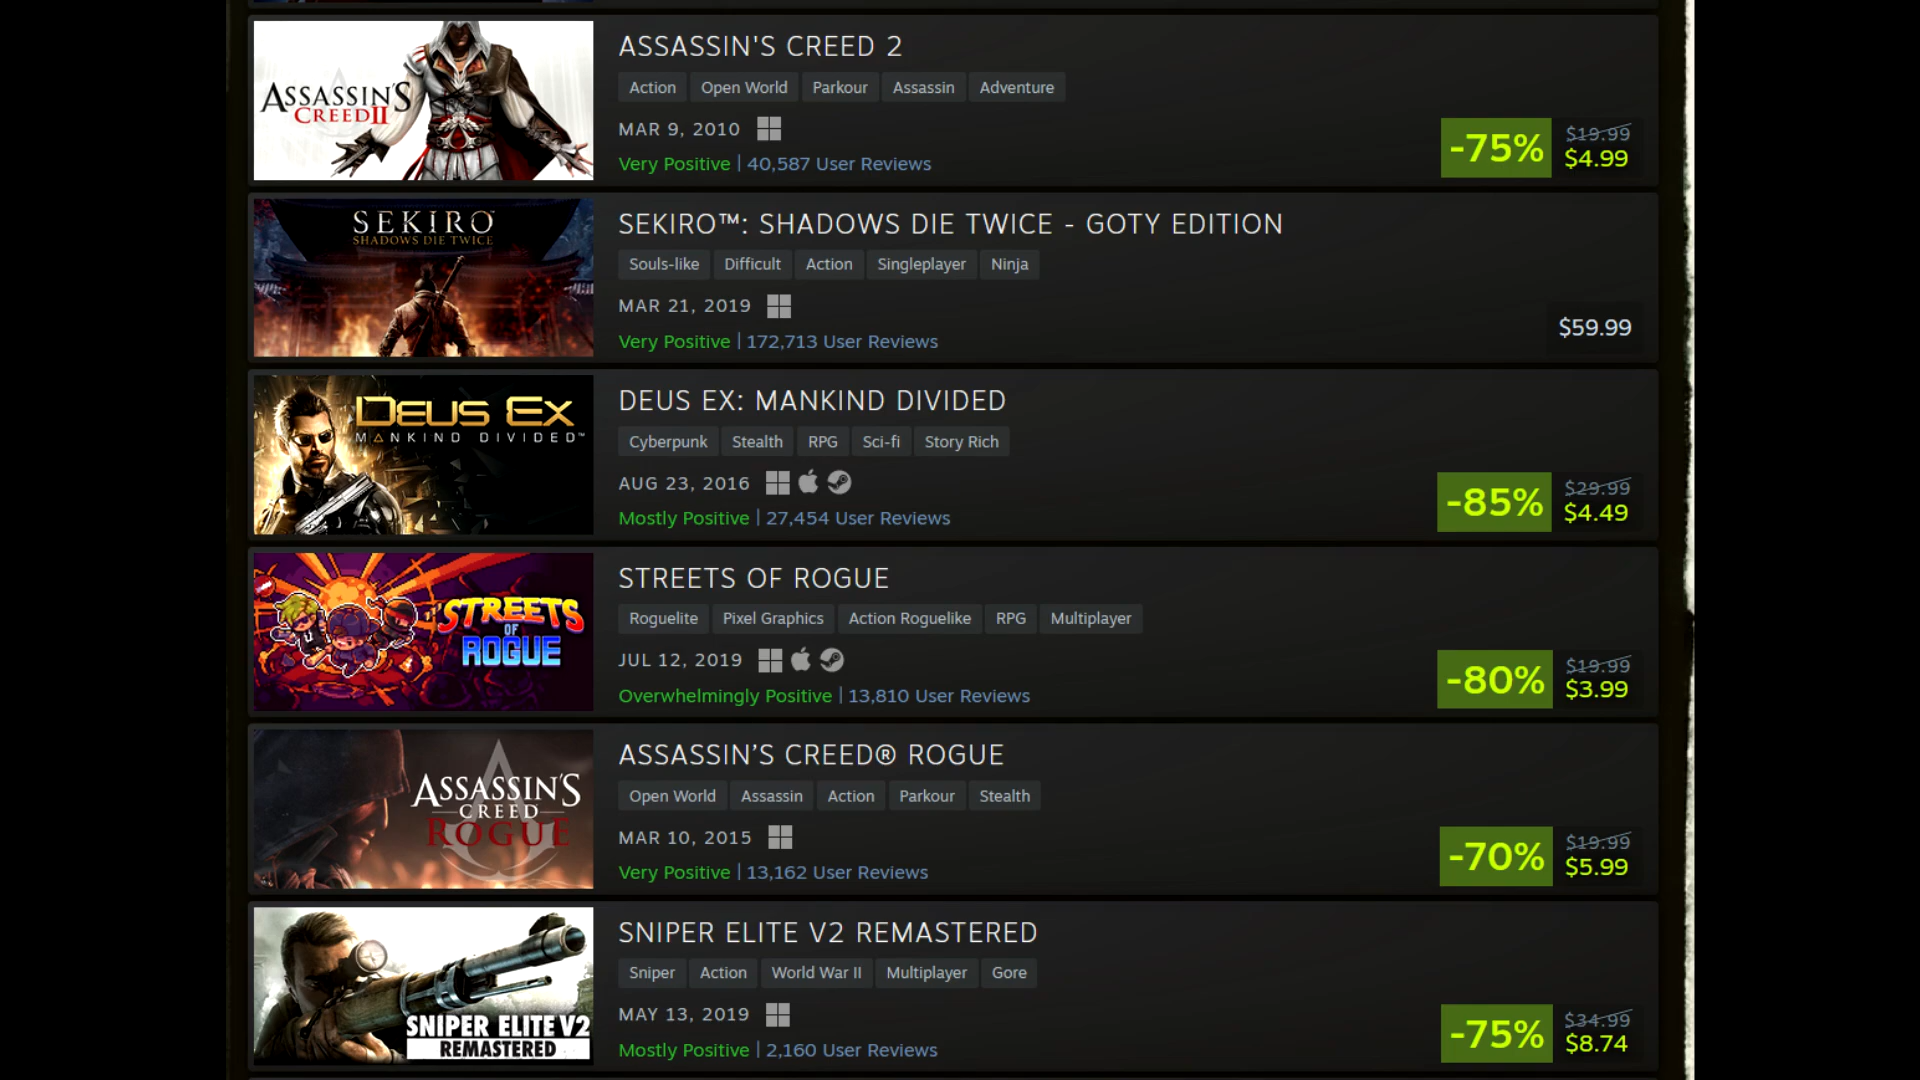 ASSASSIN'S CREED II
ASSASSIN'S CREED 2
Action Open World Parkour Assassin Adventure
MAR 9, 2010
Very Positive | 40,587 User Reviews
-75% $19.99 $4.99
SEKIRO™
SHADOWS DIE TWICE
SEKIRO™: SHADOWS DIE TWICE - GOTY EDITION
Souls-like Difficult Action Singleplayer Ninja
MAR 21, 2019
Very Positive | 172,713 User Reviews
$59.99
DEUS EX
MANKIND DIVIDED™
DEUS EX: MANKIND DIVIDED
Cyberpunk Stealth RPG Sci-fi Story Rich
AUG 23, 2016
Mostly Positive | 27,454 User Reviews
-85% $29.99 $4.49
STREETS
OF
ROGUE
STREETS OF ROGUE
Roguelite Pixel Graphics Action Roguelike RPG Multiplayer
JUL 12, 2019
Overwhelmingly Positive | 13,810 User Reviews
-80% $19.99 $3.99
ASSASSIN'S
CREED
ROGUE
ASSASSIN’S CREED® ROGUE
Open World Assassin Action Parkour Stealth
MAR 10, 2015
Very Positive | 13,162 User Reviews
-70% $19.99 $5.99
SNIPER ELITE V2
REMASTERED
SNIPER ELITE V2 REMASTERED
Sniper Action World War II Multiplayer Gore
MAY 13, 2019
Mostly Positive | 2,160 User Reviews
-75% $34.99 $8.74